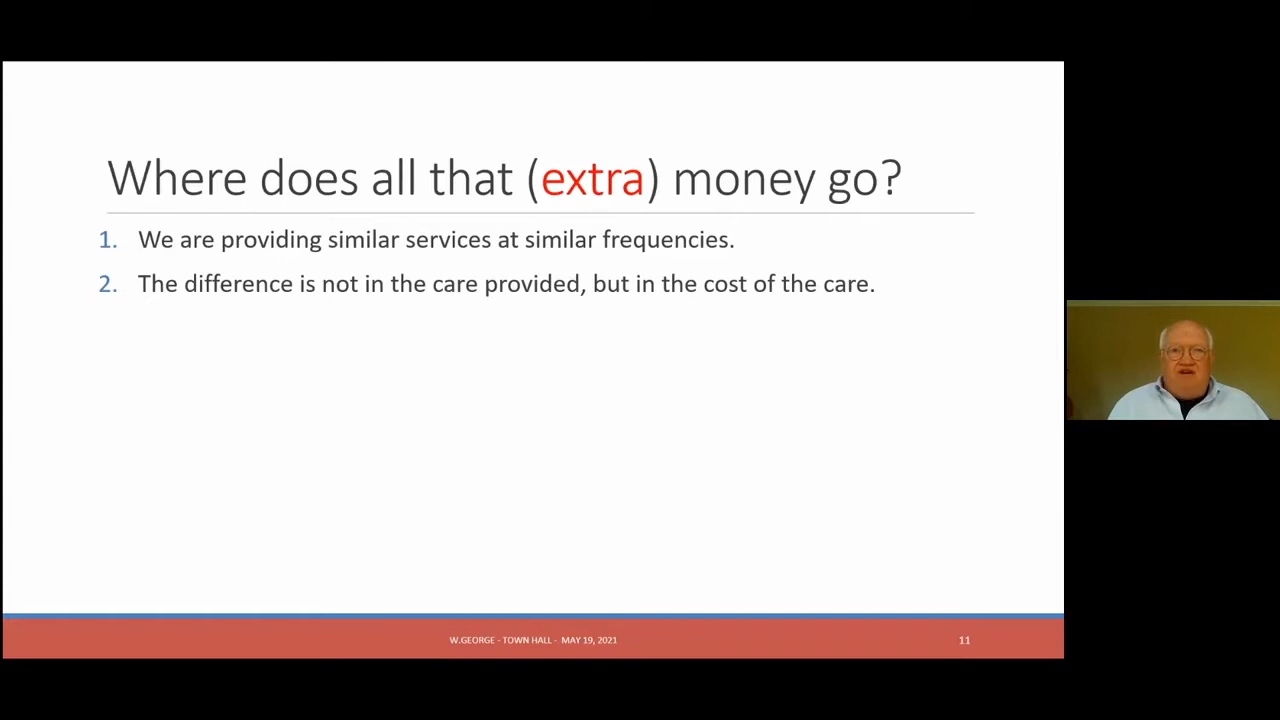 Where does all that (extra) money go?
1. We are providing similar services at similar frequencies.
2. The difference is not in the care provided, but in the cost of the care.
W.GEORGE - TOWN HALL - MAY 19, 2021
11